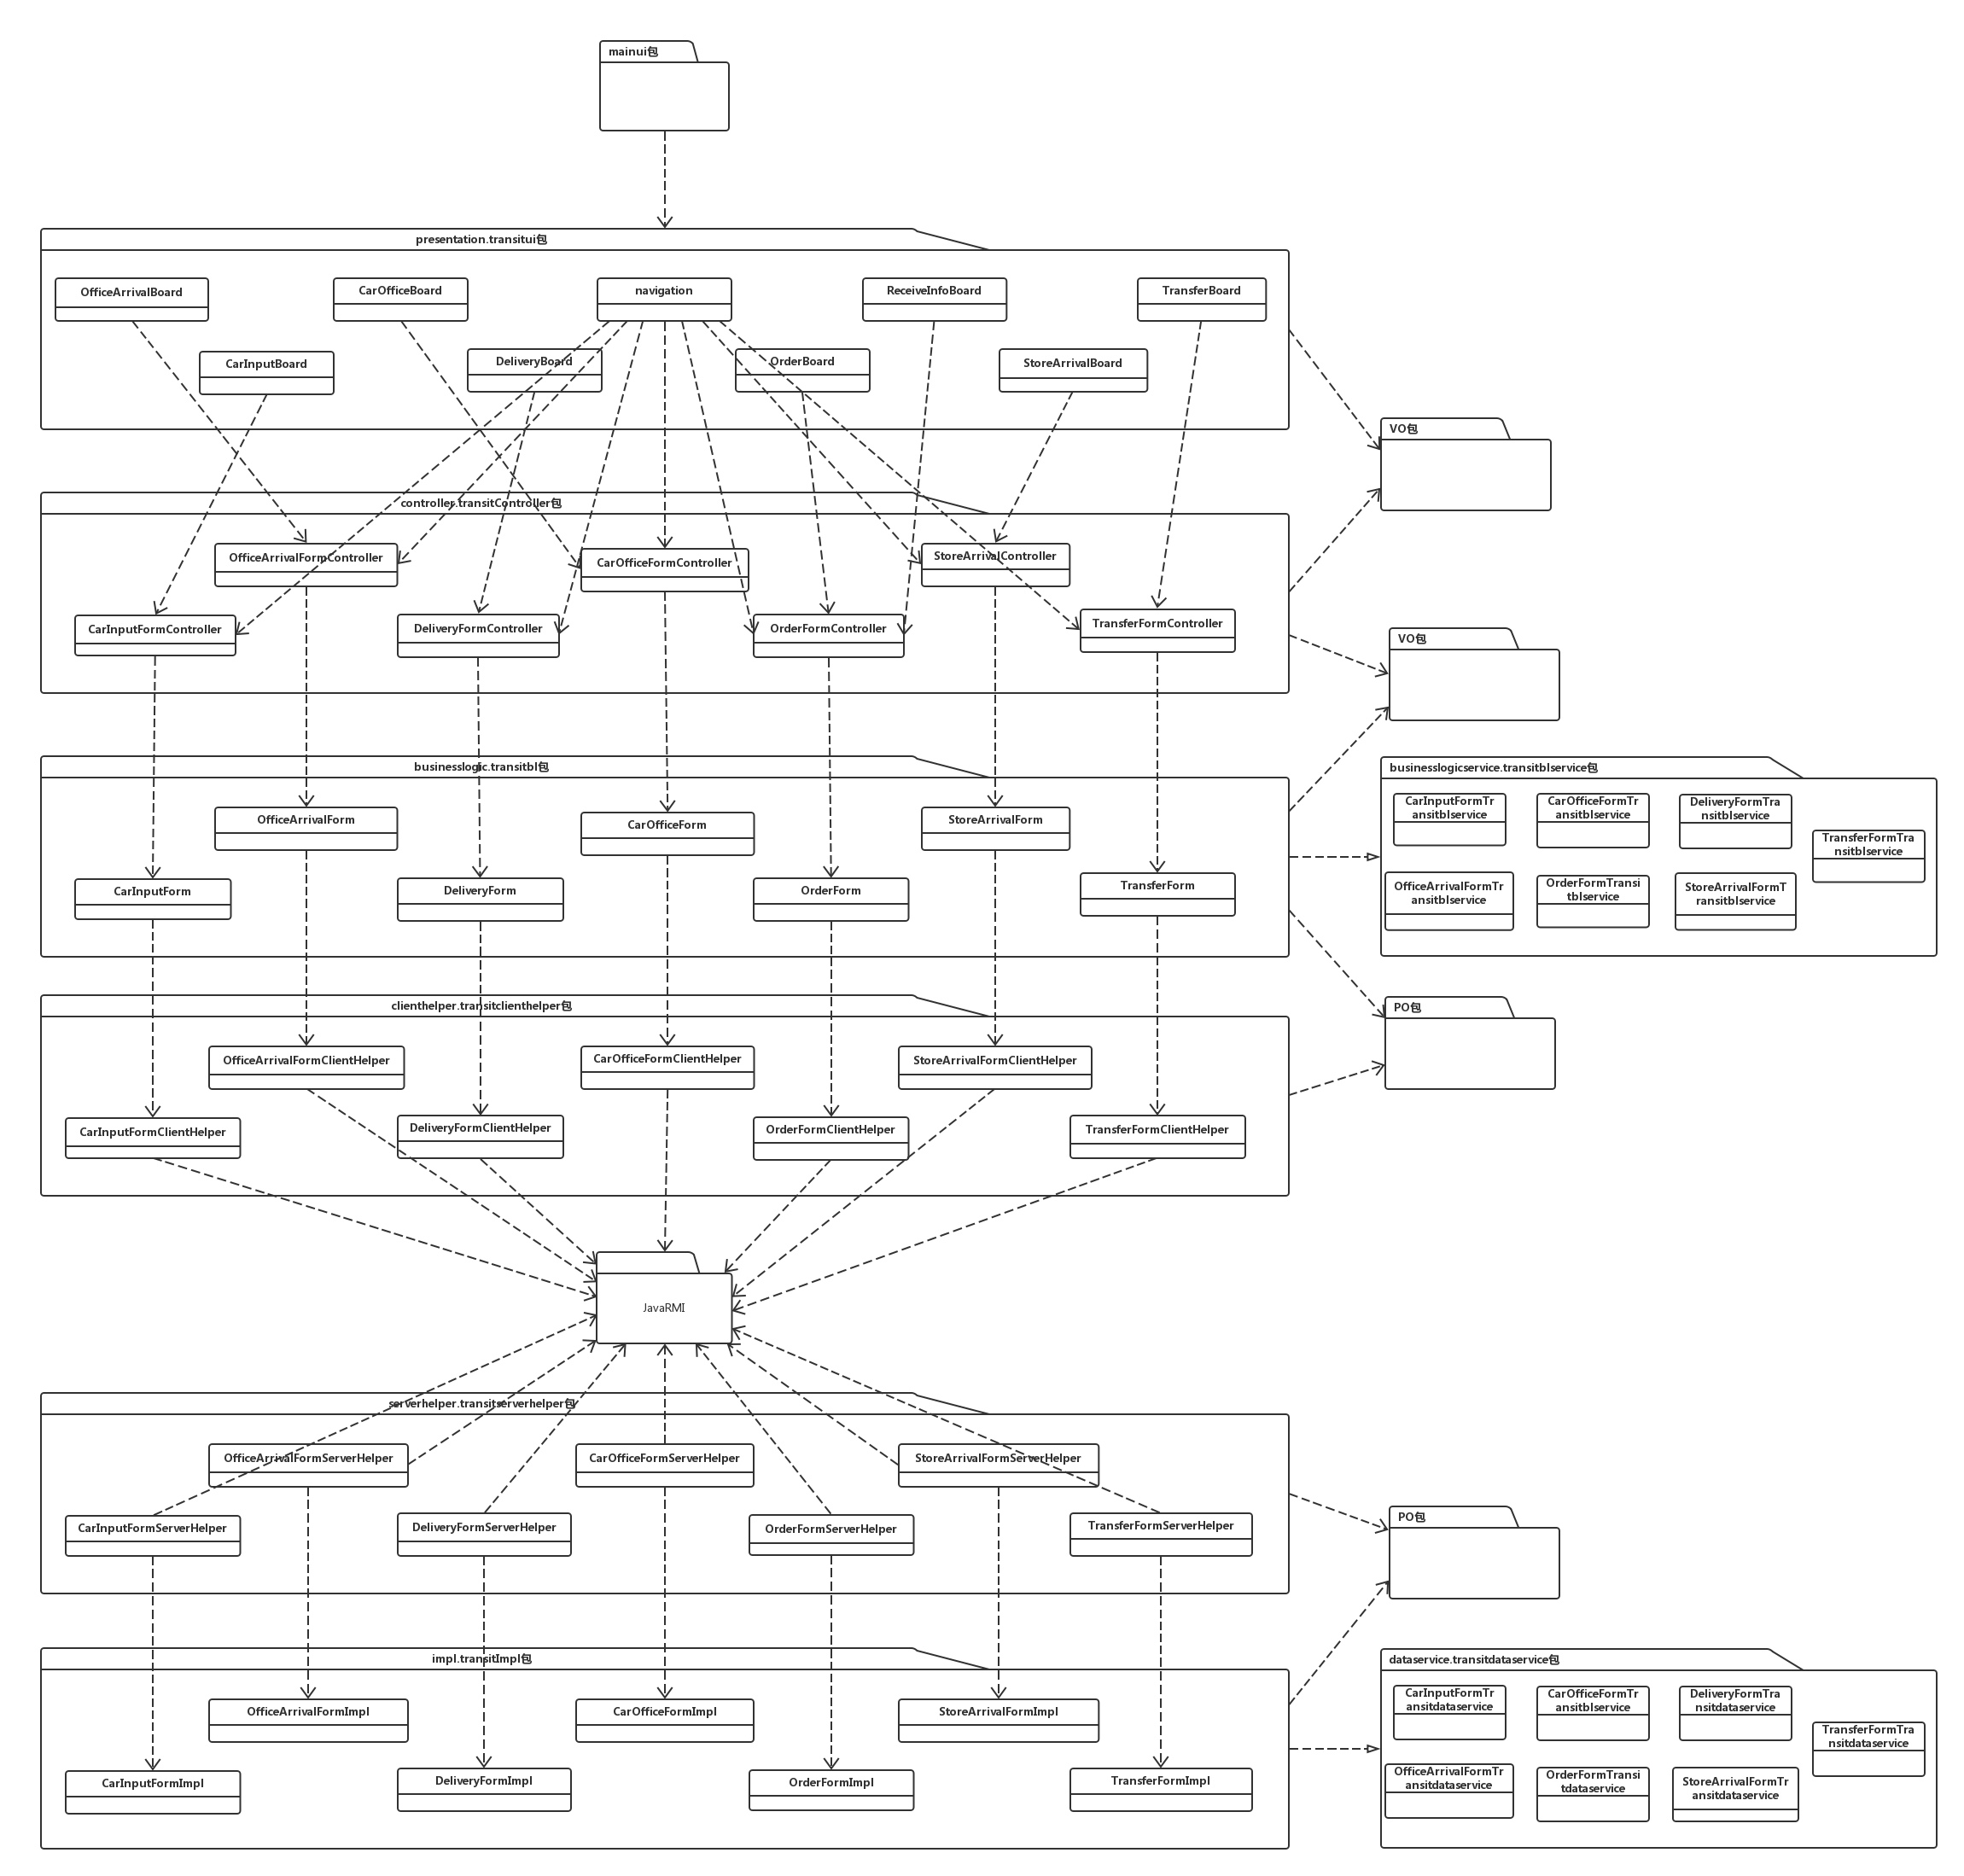 mainui包
presentation.transitui包
OfficeArrivalBoard
CarOfficeBoard
navigation
ReceiveInfoBoard
TransferBoard
CarInputBoard
DeliveryBoard
OrderBoard
StoreArrivalBoard
VO包
controller.transitController包
OfficeArrivalFormController
CarOfficeFormController
StoreArrivalController
CarInputFormController
DeliveryFormController
OrderFormController
TransferFormController
VO包
businesslogic.transitbl包
OfficeArrivalForm
CarOfficeForm
StoreArrivalForm
CarInputForm
DeliveryForm
OrderForm
TransferForm
businesslogicservice.transitblservice包
CarInputFormTr
ansitblservice
CarOfficeFormTr
ansitblservice
DeliveryFormTra
nsitblservice
TransferFormTra
nsitblservice
OfficeArrivalFormTr
ansitblservice
OrderFormTransi
tblservice
StoreArrivalFormT
ransitblservice
clienthelper.transitclienthelper包
PO包
OfficeArrivalFormClientHelper
CarOfficeFormClientHelper
StoreArrivalFormClientHelper
CarInputFormClientHelper
DeliveryFormClientHelper
OrderFormClientHelper
TransferFormClientHelper
JavaRMI
serverhelper.transitserverhelper包
OfficeArrivalFormServerHelper
CarOfficeFormServerHelper
StoreArrivalFormServerHelper
CarInputFormServerHelper
DeliveryFormServerHelper
OrderFormServerHelper
TransferFormServerHelper
PO包
impl.transitImpl包
OfficeArrivalFormImpl
CarOfficeFormImpl
StoreArrivalFormImpl
CarInputFormImpl
DeliveryFormImpl
OrderFormImpl
TransferFormImpl
dataservice.transitdataservice包
CarInputFormTr
ansitdataservice
CarOfficeFormTr
ansitblservice
DeliveryFormTra
nsitdataservice
TransferFormTra
nsitdataservice
OfficeArrivalFormTr
ansitdataservice
OrderFormTransi
tdataservice
StoreArrivalFormTr
ansitdataservice